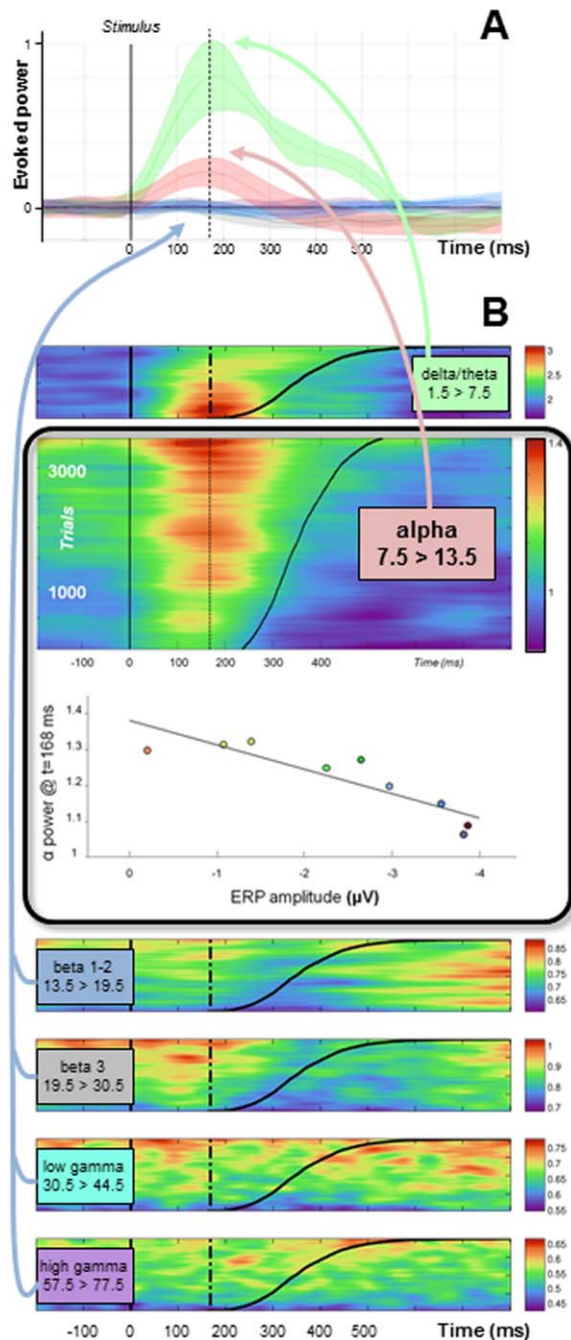 A
Stimulus
1
Evoked power
0
0 100 200 300 400 500 Time (ms)
B
3
2.5
2
delta/theta
1.5 > 7.5
1.4
3000
Trials
alpha
7.5 > 13.5
1000
1
-100 0 100 200 300 400 Time (ms)
α power @ t=168 ms
1.4
1.3
1.2
1.1
1
0 -1 -2 -3 -4
ERP amplitude (µV)
beta 1-2
13.5 > 19.5
0.85
0.8
0.75
0.7
0.65
beta 3
19.5 > 30.5
1
0.9
0.8
0.7
low gamma
30.5 > 44.5
0.75
0.7
0.65
0.6
0.55
high gamma
57.5 > 77.5
0.65
0.6
0.55
0.5
0.45
-100 0 100 200 300 400 500 Time (ms)